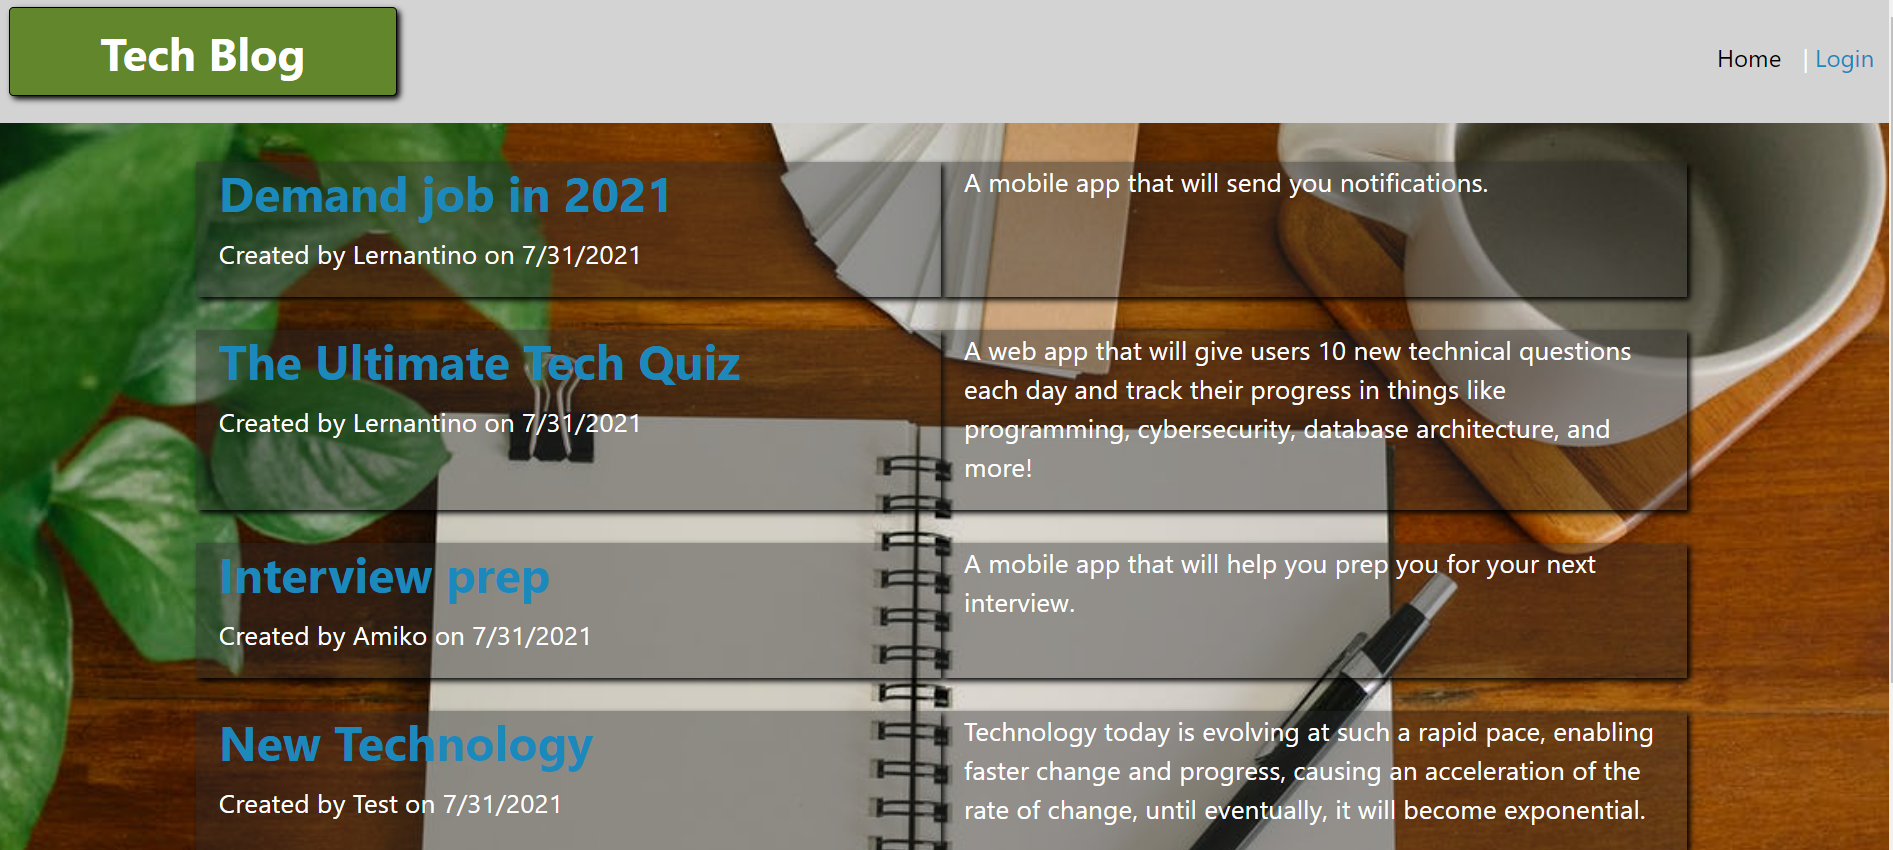 Tech Blog
Home | Login
Demand job in 2021
Created by Lernantino on 7/31/2021
A mobile app that will send you notifications.
The Ultimate Tech Quiz
Created by Lernantino on 7/31/2021
A web app that will give users 10 new technical questions
each day and track their progress in things like
programming, cybersecurity, database architecture, and
more!
Interview prep
Created by Amiko on 7/31/2021
A mobile app that will help you prep you for your next
interview.
New Technology
Created by Test on 7/31/2021
Technology today is evolving at such a rapid pace, enabling
faster change and progress, causing an acceleration of the
rate of change, until eventually, it will become exponential.